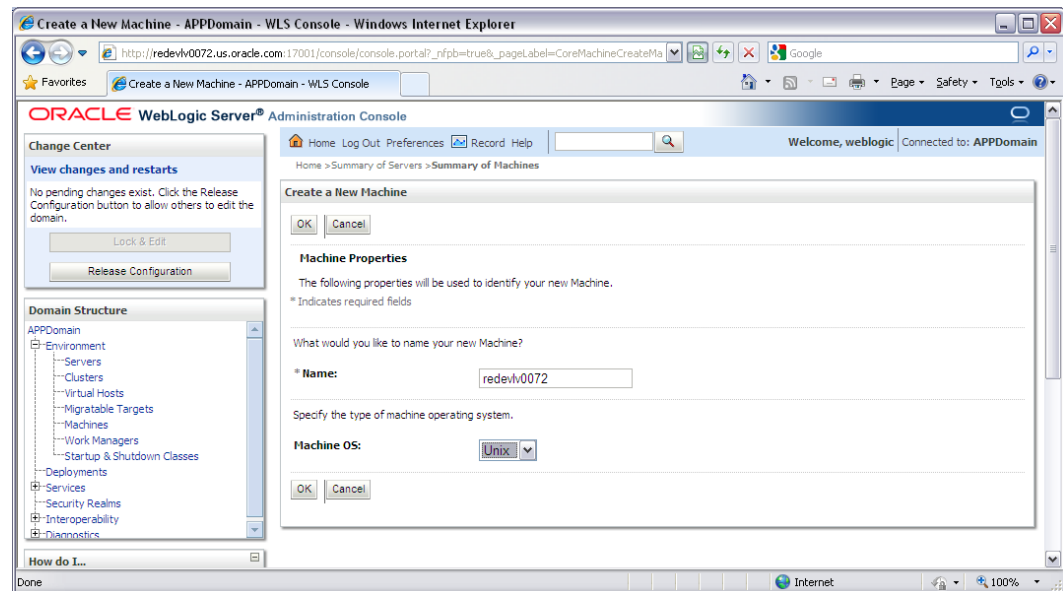 Create a New Machine - APPDomain - WLS Console - Windows Internet Explorer
http://redevlv0072.us.oracle.com:17001/console/console.portal?_nfpb=true&_pageLabel=CoreMachineCreateMa
Google
Favorites
Create a New Machine - APPDomain - WLS Console
Page
Safety
Tools
ORACLE WebLogic Server® Administration Console
Change Center
View changes and restarts
No pending changes exist. Click the Release
Configuration button to allow others to edit the
domain.
Lock & Edit
Release Configuration
Domain Structure
APPDomain
Environment
Servers
Clusters
Virtual Hosts
Migratable Targets
Machines
Work Managers
Startup & Shutdown Classes
Deployments
Services
Security Realms
Interoperability
Diagnostics
How do I...
Home Log Out Preferences Record Help
Welcome, weblogic Connected to: APPDomain
Home >Summary of Servers >Summary of Machines
Create a New Machine
OK Cancel
Machine Properties
The following properties will be used to identify your new Machine.
* Indicates required fields
What would you like to name your new Machine?
* Name: redevlv0072
Specify the type of machine operating system.
Machine OS: Unix
OK Cancel
Done
Internet
100%